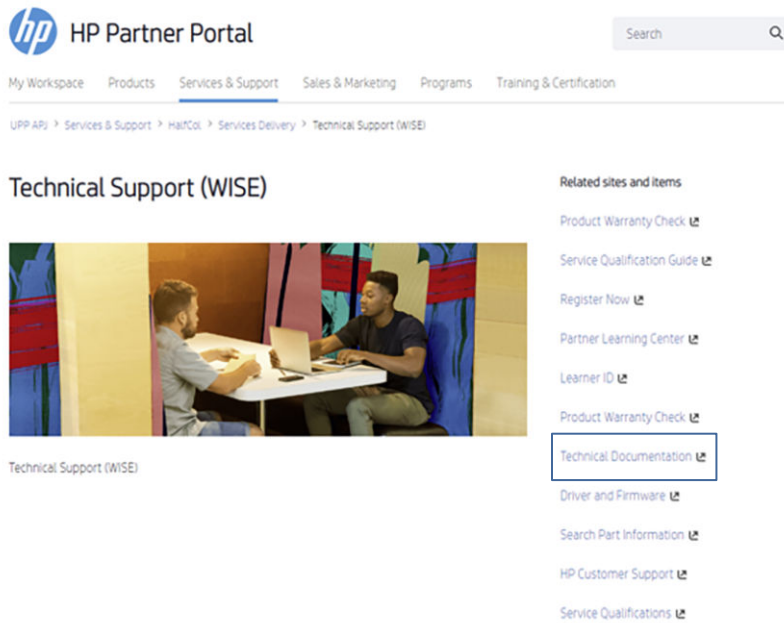 hp HP Partner Portal
Search
My Workspace Products Services & Support Sales & Marketing Programs Training & Certification
UPP APJ > Services & Support > HalfCol > Services Delivery > Technical Support (WISE)
Technical Support (WISE)
Technical Support (WISE)
Related sites and items
Product Warranty Check
Service Qualification Guide
Register Now
Partner Learning Center
Learner ID
Product Warranty Check
Technical Documentation
Driver and Firmware
Search Part Information
HP Customer Support
Service Qualifications